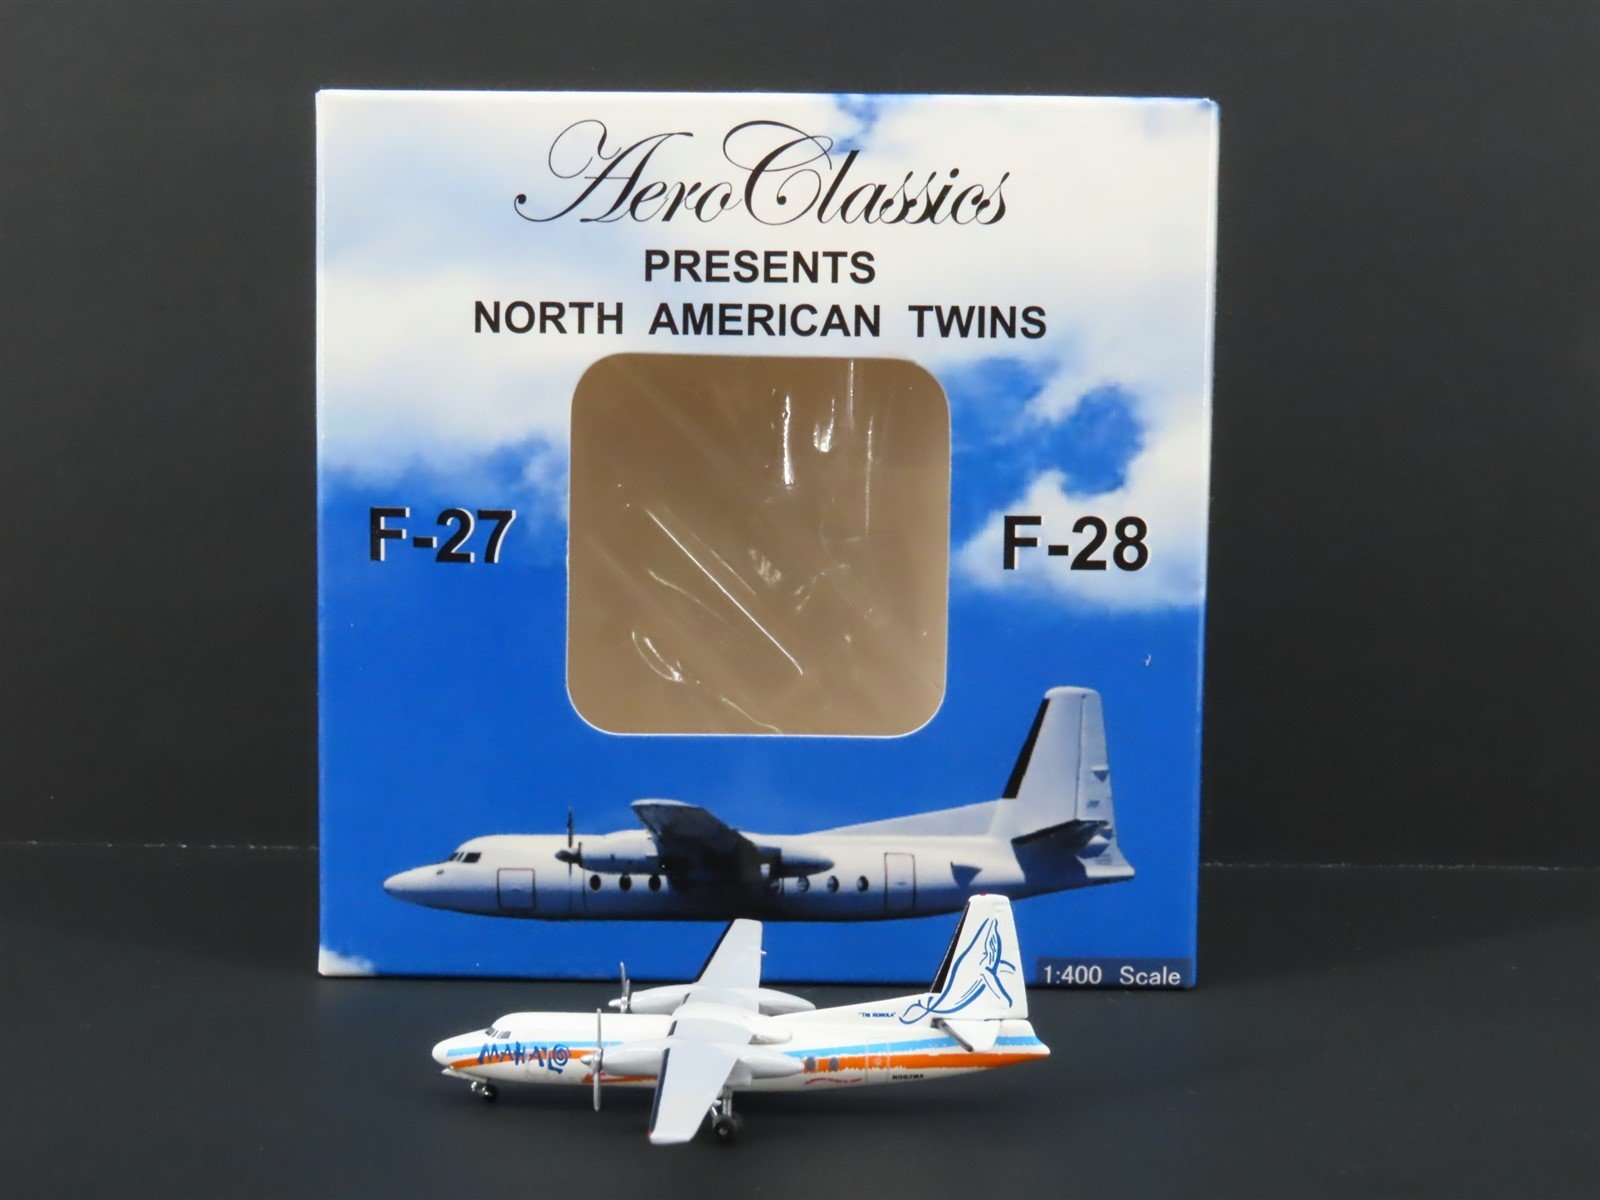 AeroClassics
PRESENTS
NORTH AMERICAN TWINS
F-27
F-28
1:400 Scale
MAHALO